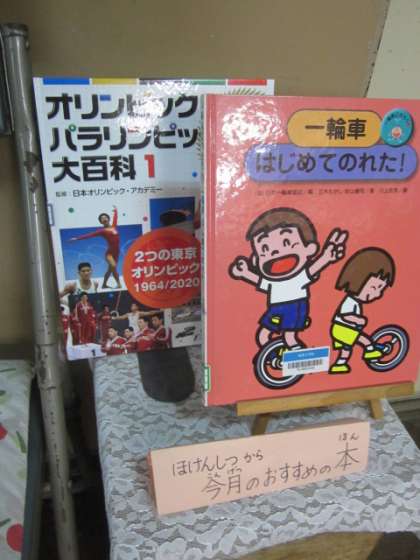 オリンピック
パラリンピッ
大百科1
監修:日本オリンピック・アカデミー
2つの東京
オリンピック
1964/2020
一輪車
はじめてのれた!
ほけんしつから
今月のおすすめの本
ほん